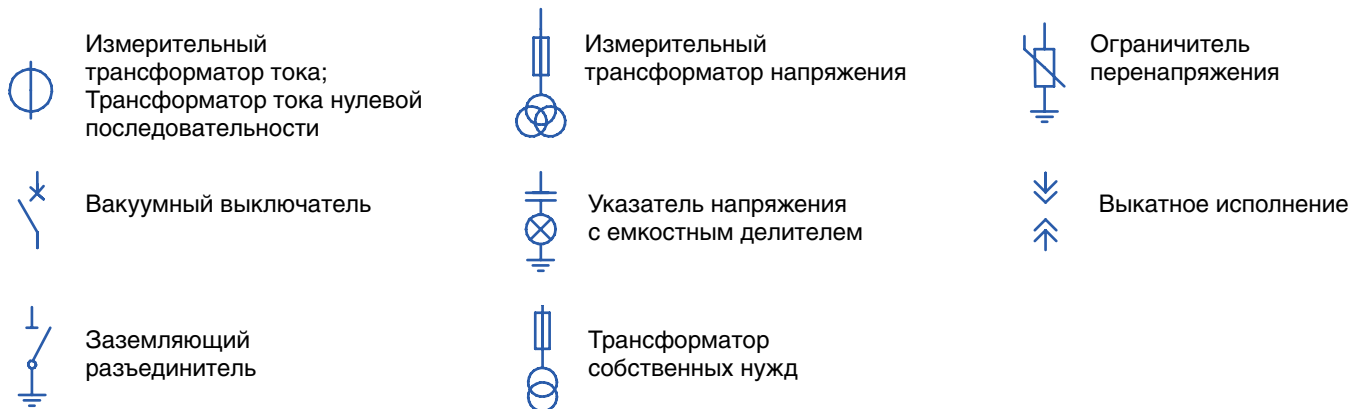 Измерительный
трансформатор тока;
Трансформатор тока нулевой
последовательности
Измерительный
трансформатор напряжения
Ограничитель
перенапряжения
Вакуумный выключатель
Указатель напряжения
с емкостным делителем
Выкатное исполнение
Заземляющий
разъединитель
Трансформатор
собственных нужд